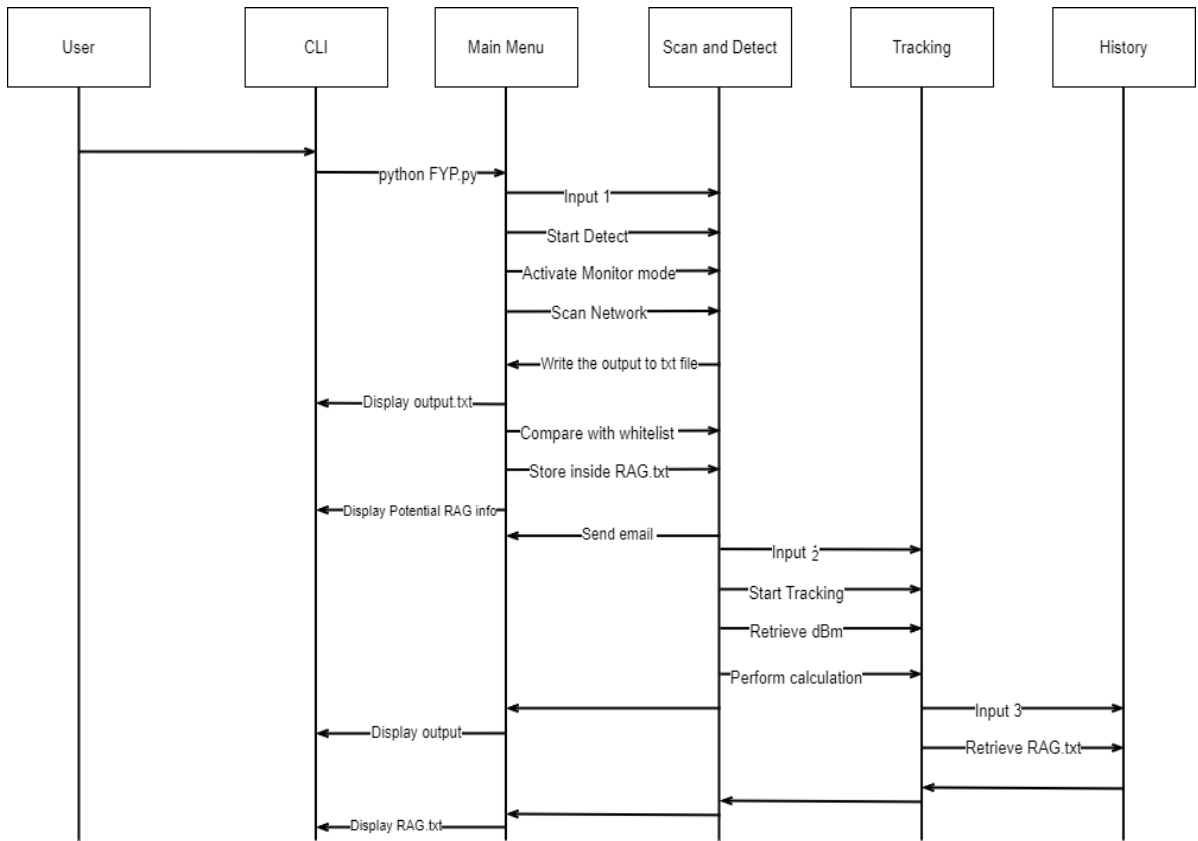 User
CLI
Main Menu
Scan and Detect
Tracking
History
python FYP.py
Input 1
Start Detect
Activate Monitor mode
Scan Network
Write the output to txt file
Display output.txt
Compare with whitelist
Store inside RAG.txt
Display Potential RAG info
Send email
Input 2
Start Tracking
Retrieve dBm
Perform calculation
Input 3
Display output
Retrieve RAG.txt
Display RAG.txt